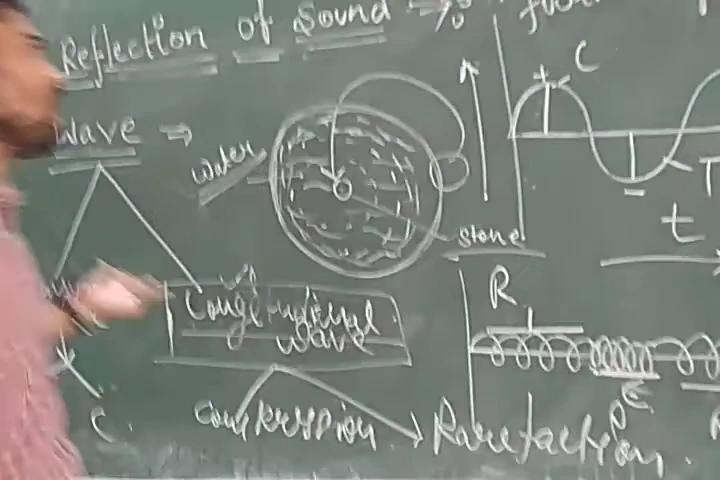 Reflection of Sound →
Wave ⇒
water
C
+
-
T
t
stone
Longitudinal
wave
R
C
compression
Rarefaction
C.
R